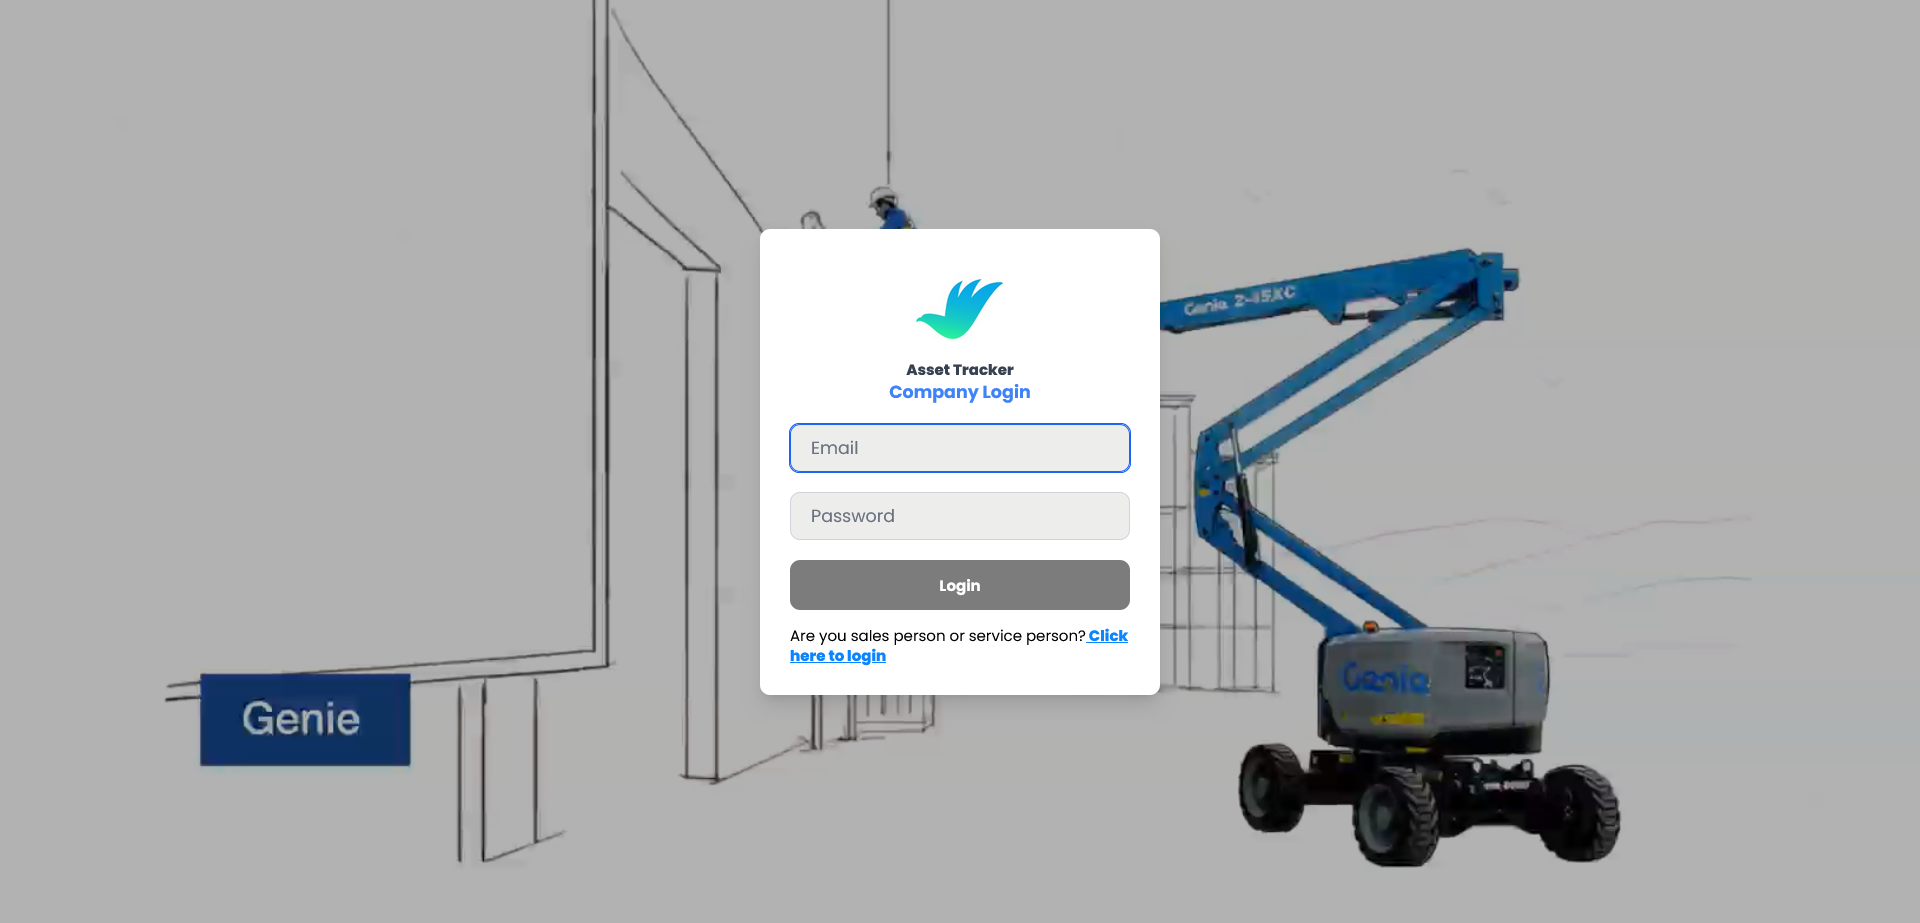 Genie 2-45XC
Asset Tracker
Company Login
Email
Password
Login
Are you sales person or service person? Click
here to login
Genie
Genie